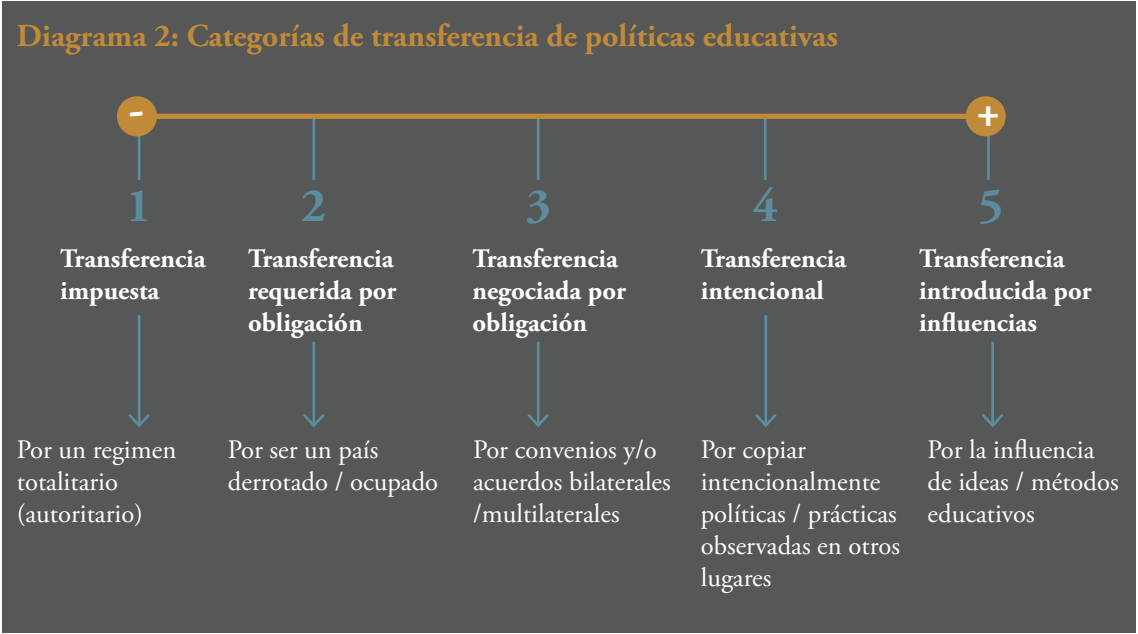 Diagrama 2: Categorías de transferencia de políticas educativas
-
+
1
Transferencia
impuesta
Por un regimen
totalitario
(autoritario)
2
Transferencia
requerida por
obligación
Por ser un país
derrotado / ocupado
3
Transferencia
negociada por
obligación
Por convenios y/o
acuerdos bilaterales
/multilaterales
4
Transferencia
intencional
Por copiar
intencionalmente
políticas / prácticas
observadas en otros
lugares
5
Transferencia
introducida por
influencias
Por la influencia
de ideas / métodos
educativos